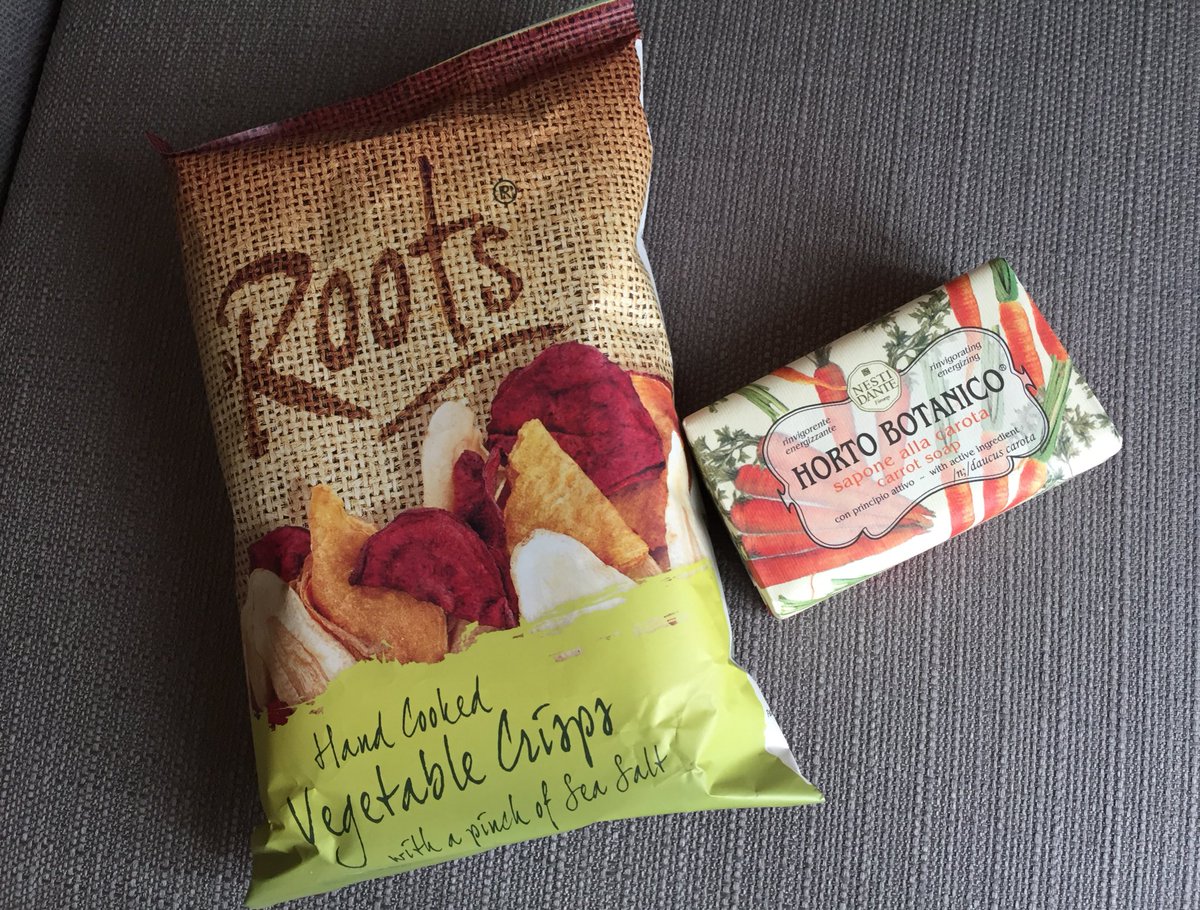 Roots®
Hand Cooked
Vegetable Crisps
with a pinch of Sea Salt
NESTI
DANTE
Firenze
rinvigorente
energizzante
rinvigorating
energizing
HORTO BOTANICO®
sapone alla carota
carrot soap
con principio attivo ~ with active ingredient
/n;/daucus carota